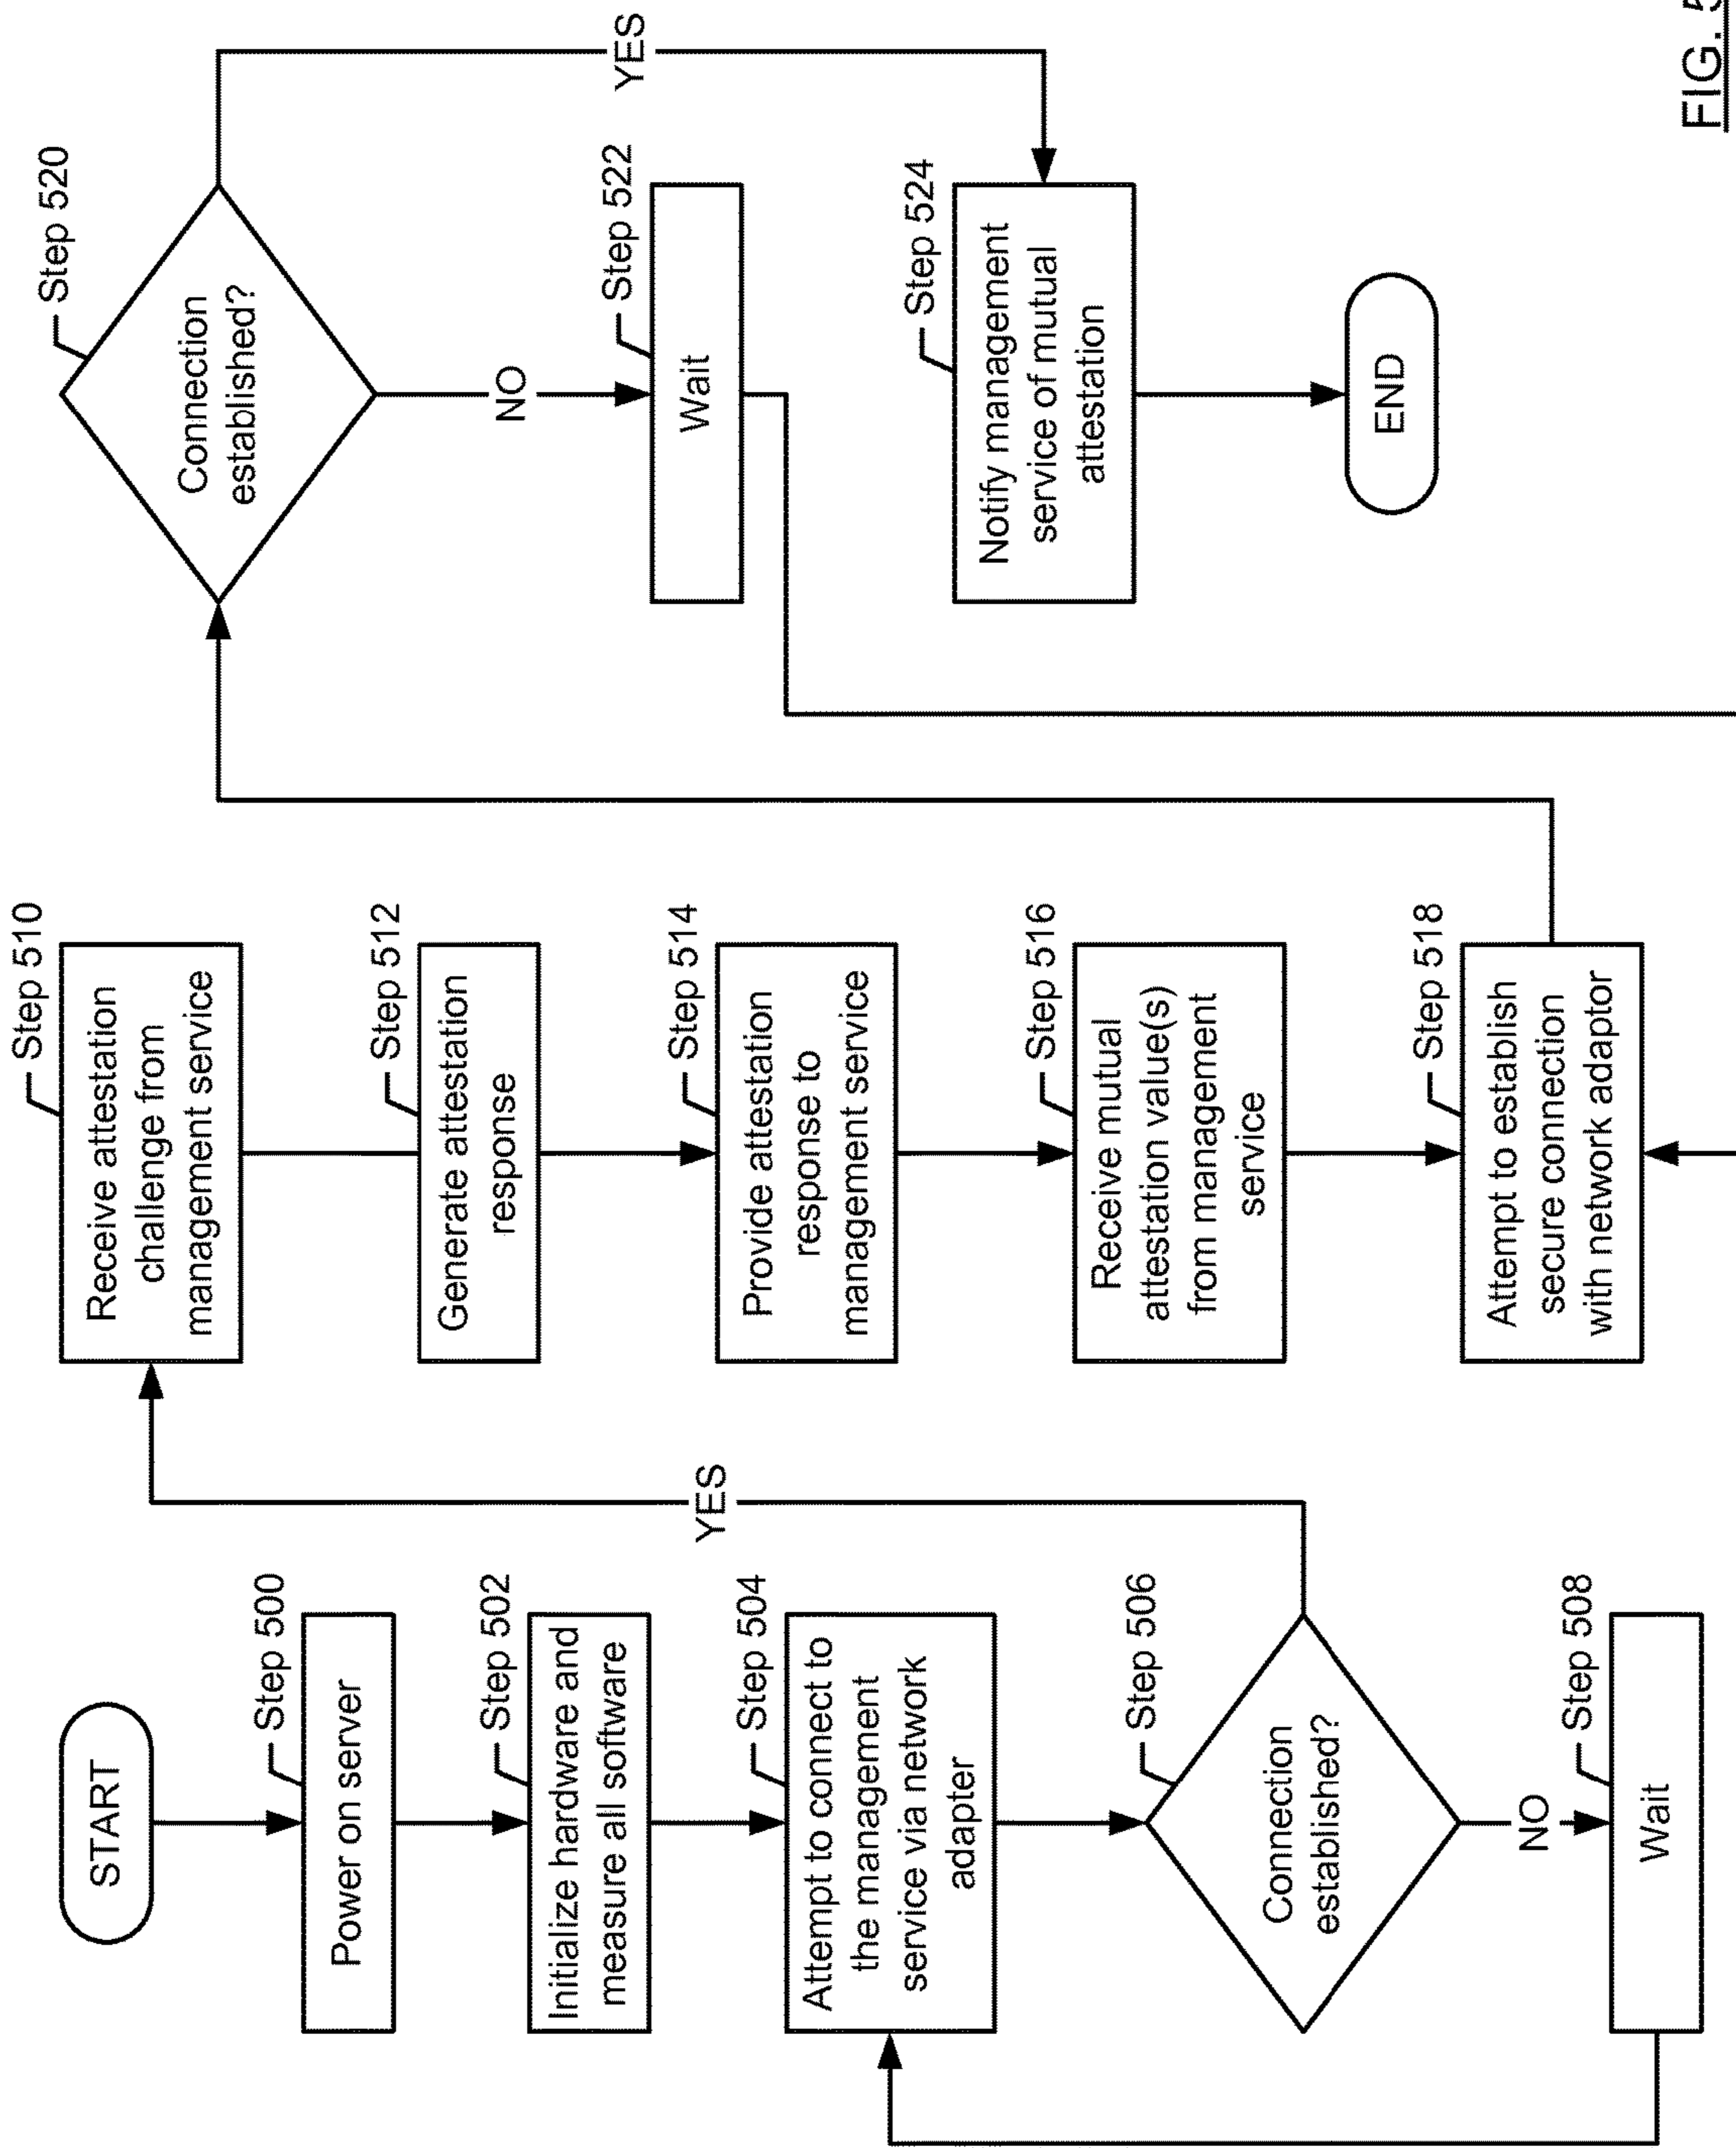 START
Step 500
Power on server
Step 502
Initialize hardware and
measure all software
Step 504
Attempt to connect to
the management
service via network
adapter
Step 506
Connection
established?
YES
NO
Step 508
Wait
Step 510
Receive attestation
challenge from
management service
Step 512
Generate attestation
response
Step 514
Provide attestation
response to
management service
Step 516
Receive mutual
attestation value(s)
from management
service
Step 518
Attempt to establish
secure connection
with network adaptor
Step 520
Connection
established?
YES
NO
Step 522
Wait
Step 524
Notify management
service of mutual
attestation
END
FIG. 5